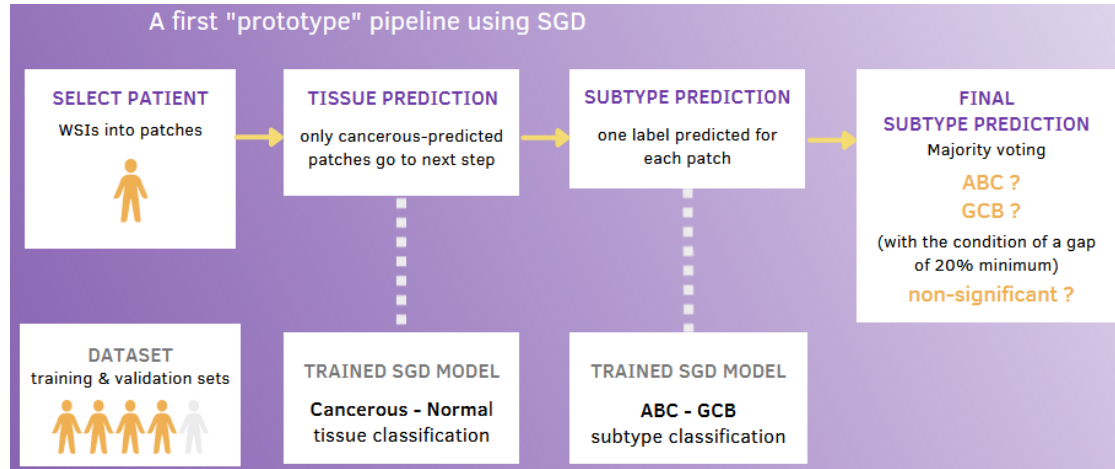 A first "prototype" pipeline using SGD
SELECT PATIENT
WSIs into patches
TISSUE PREDICTION
only cancerous-predicted
patches go to next step
SUBTYPE PREDICTION
one label predicted for
each patch
FINAL
SUBTYPE PREDICTION
Majority voting
ABC ?
GCB ?
(with the condition of a gap
of 20% minimum)
non-significant ?
DATASET
training & validation sets
TRAINED SGD MODEL
Cancerous - Normal
tissue classification
TRAINED SGD MODEL
ABC - GCB
subtype classification